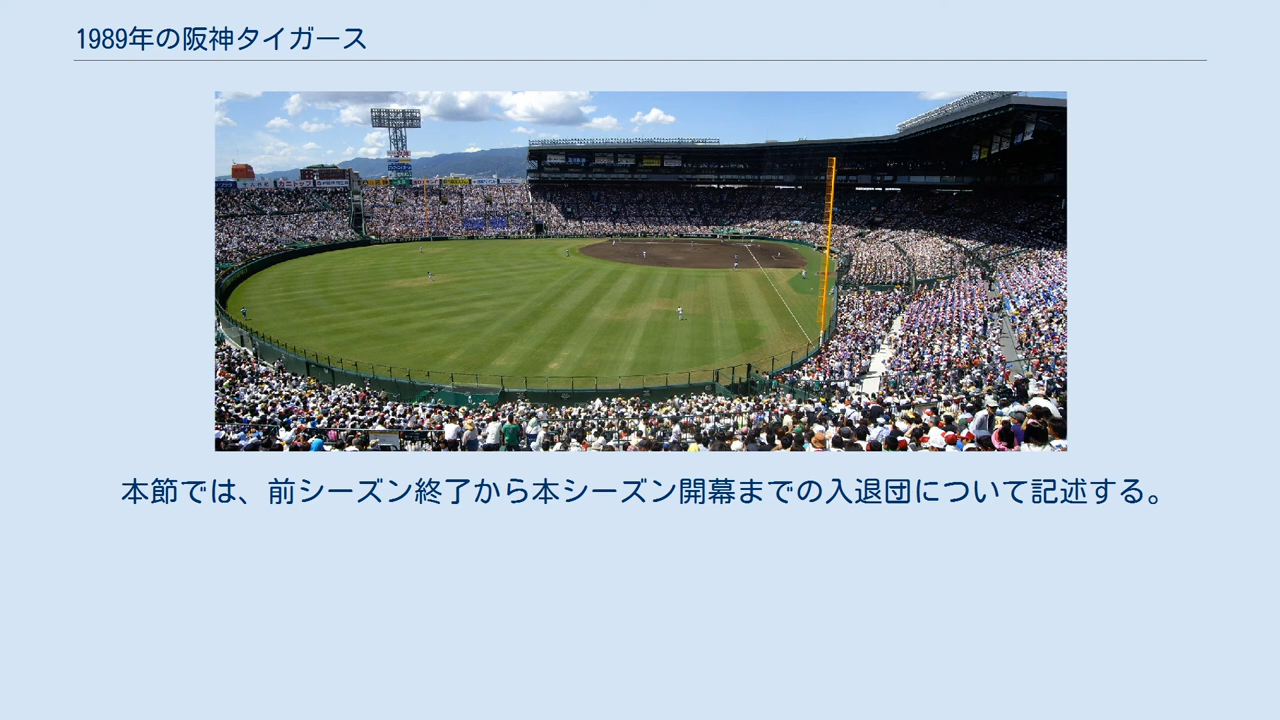 1989年の阪神タイガース
本節では、前シーズン終了から本シーズン開幕までの入退団について記述する。